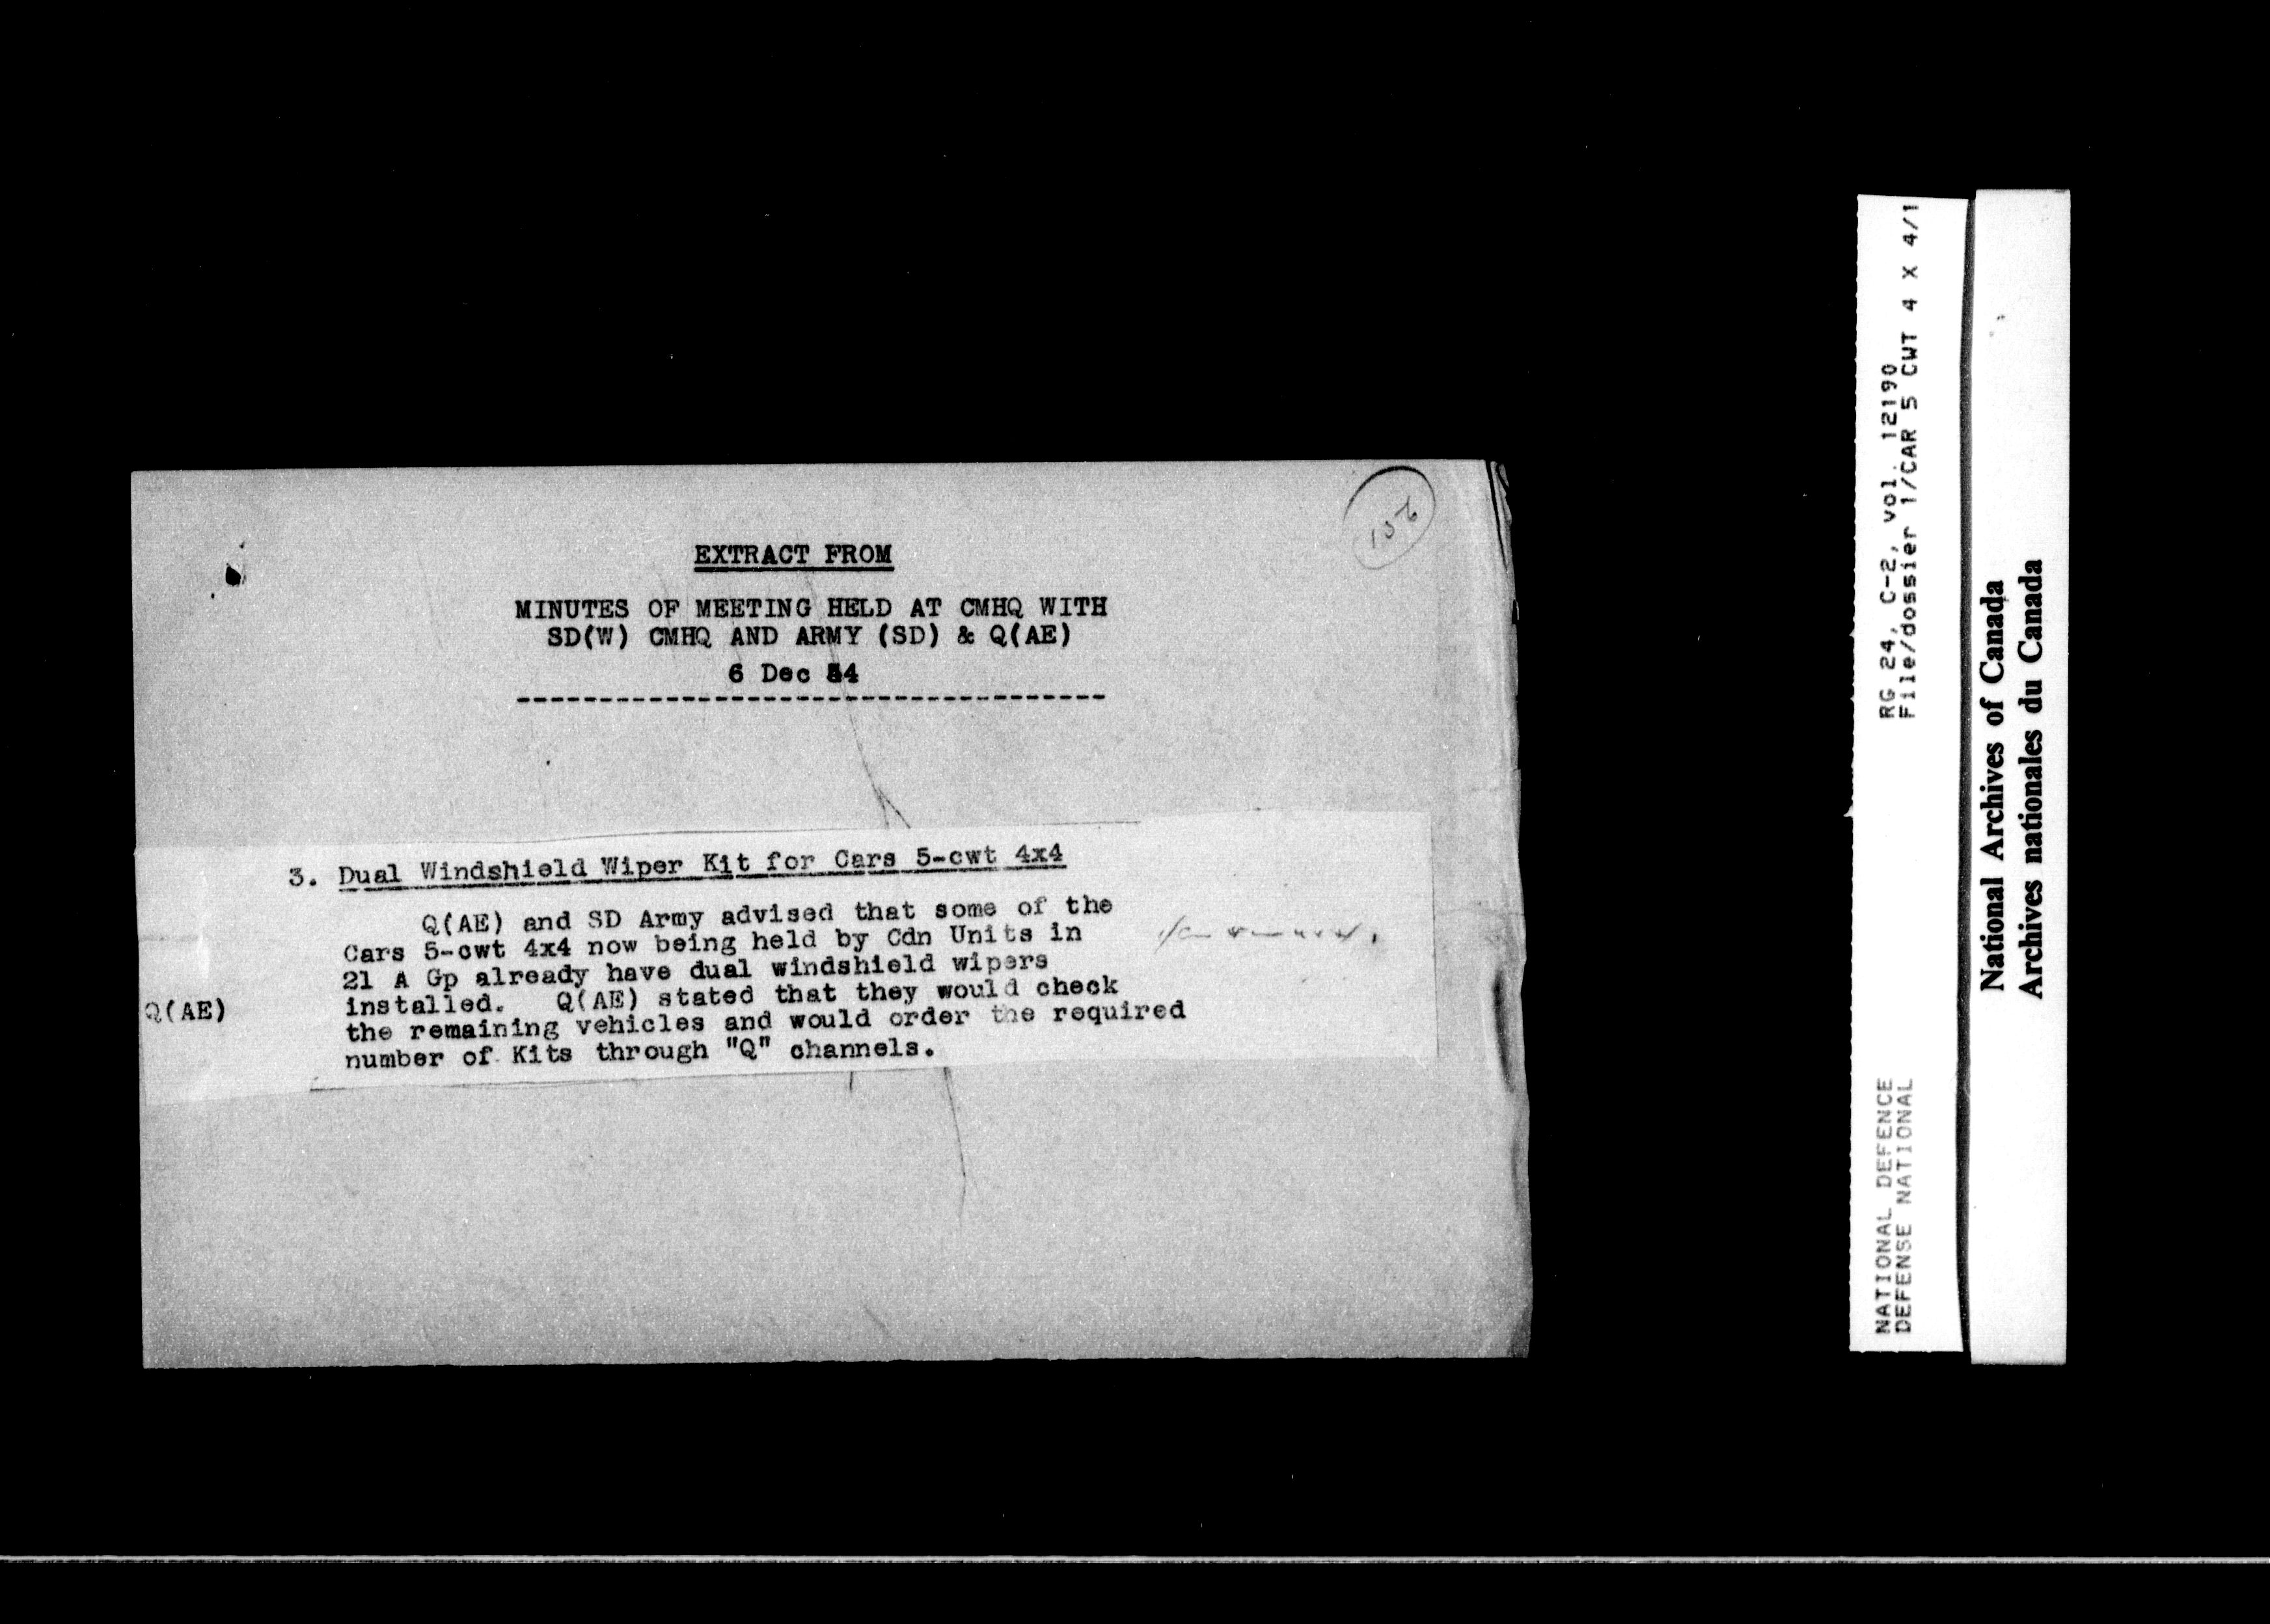 EXTRACT FROM
MINUTES OF MEETING HELD AT CMHQ WITH
SD(W) CMHQ AND ARMY (SD) & Q(AE)
6 Dec 44
-------------------------------------
3. Dual Windshield Wiper Kit for Cars 5-cwt 4x4
Q(AE) and SD Army advised that some of the
Cars 5-cwt 4x4 now being held by Cdn Units in
21 A Gp already have dual windshield wipers
Q(AE) installed. Q(AE) stated that they would check
the remaining vehicles and would order the required
number of Kits through "Q" channels.
RG 24, C-2, vol. 12190
File/dossier 1/CAR 5 CWT 4 X 4/1
NATIONAL DEFENCE
DEFENSE NATIONAL
National Archives of Canada
Archives nationales du Canada